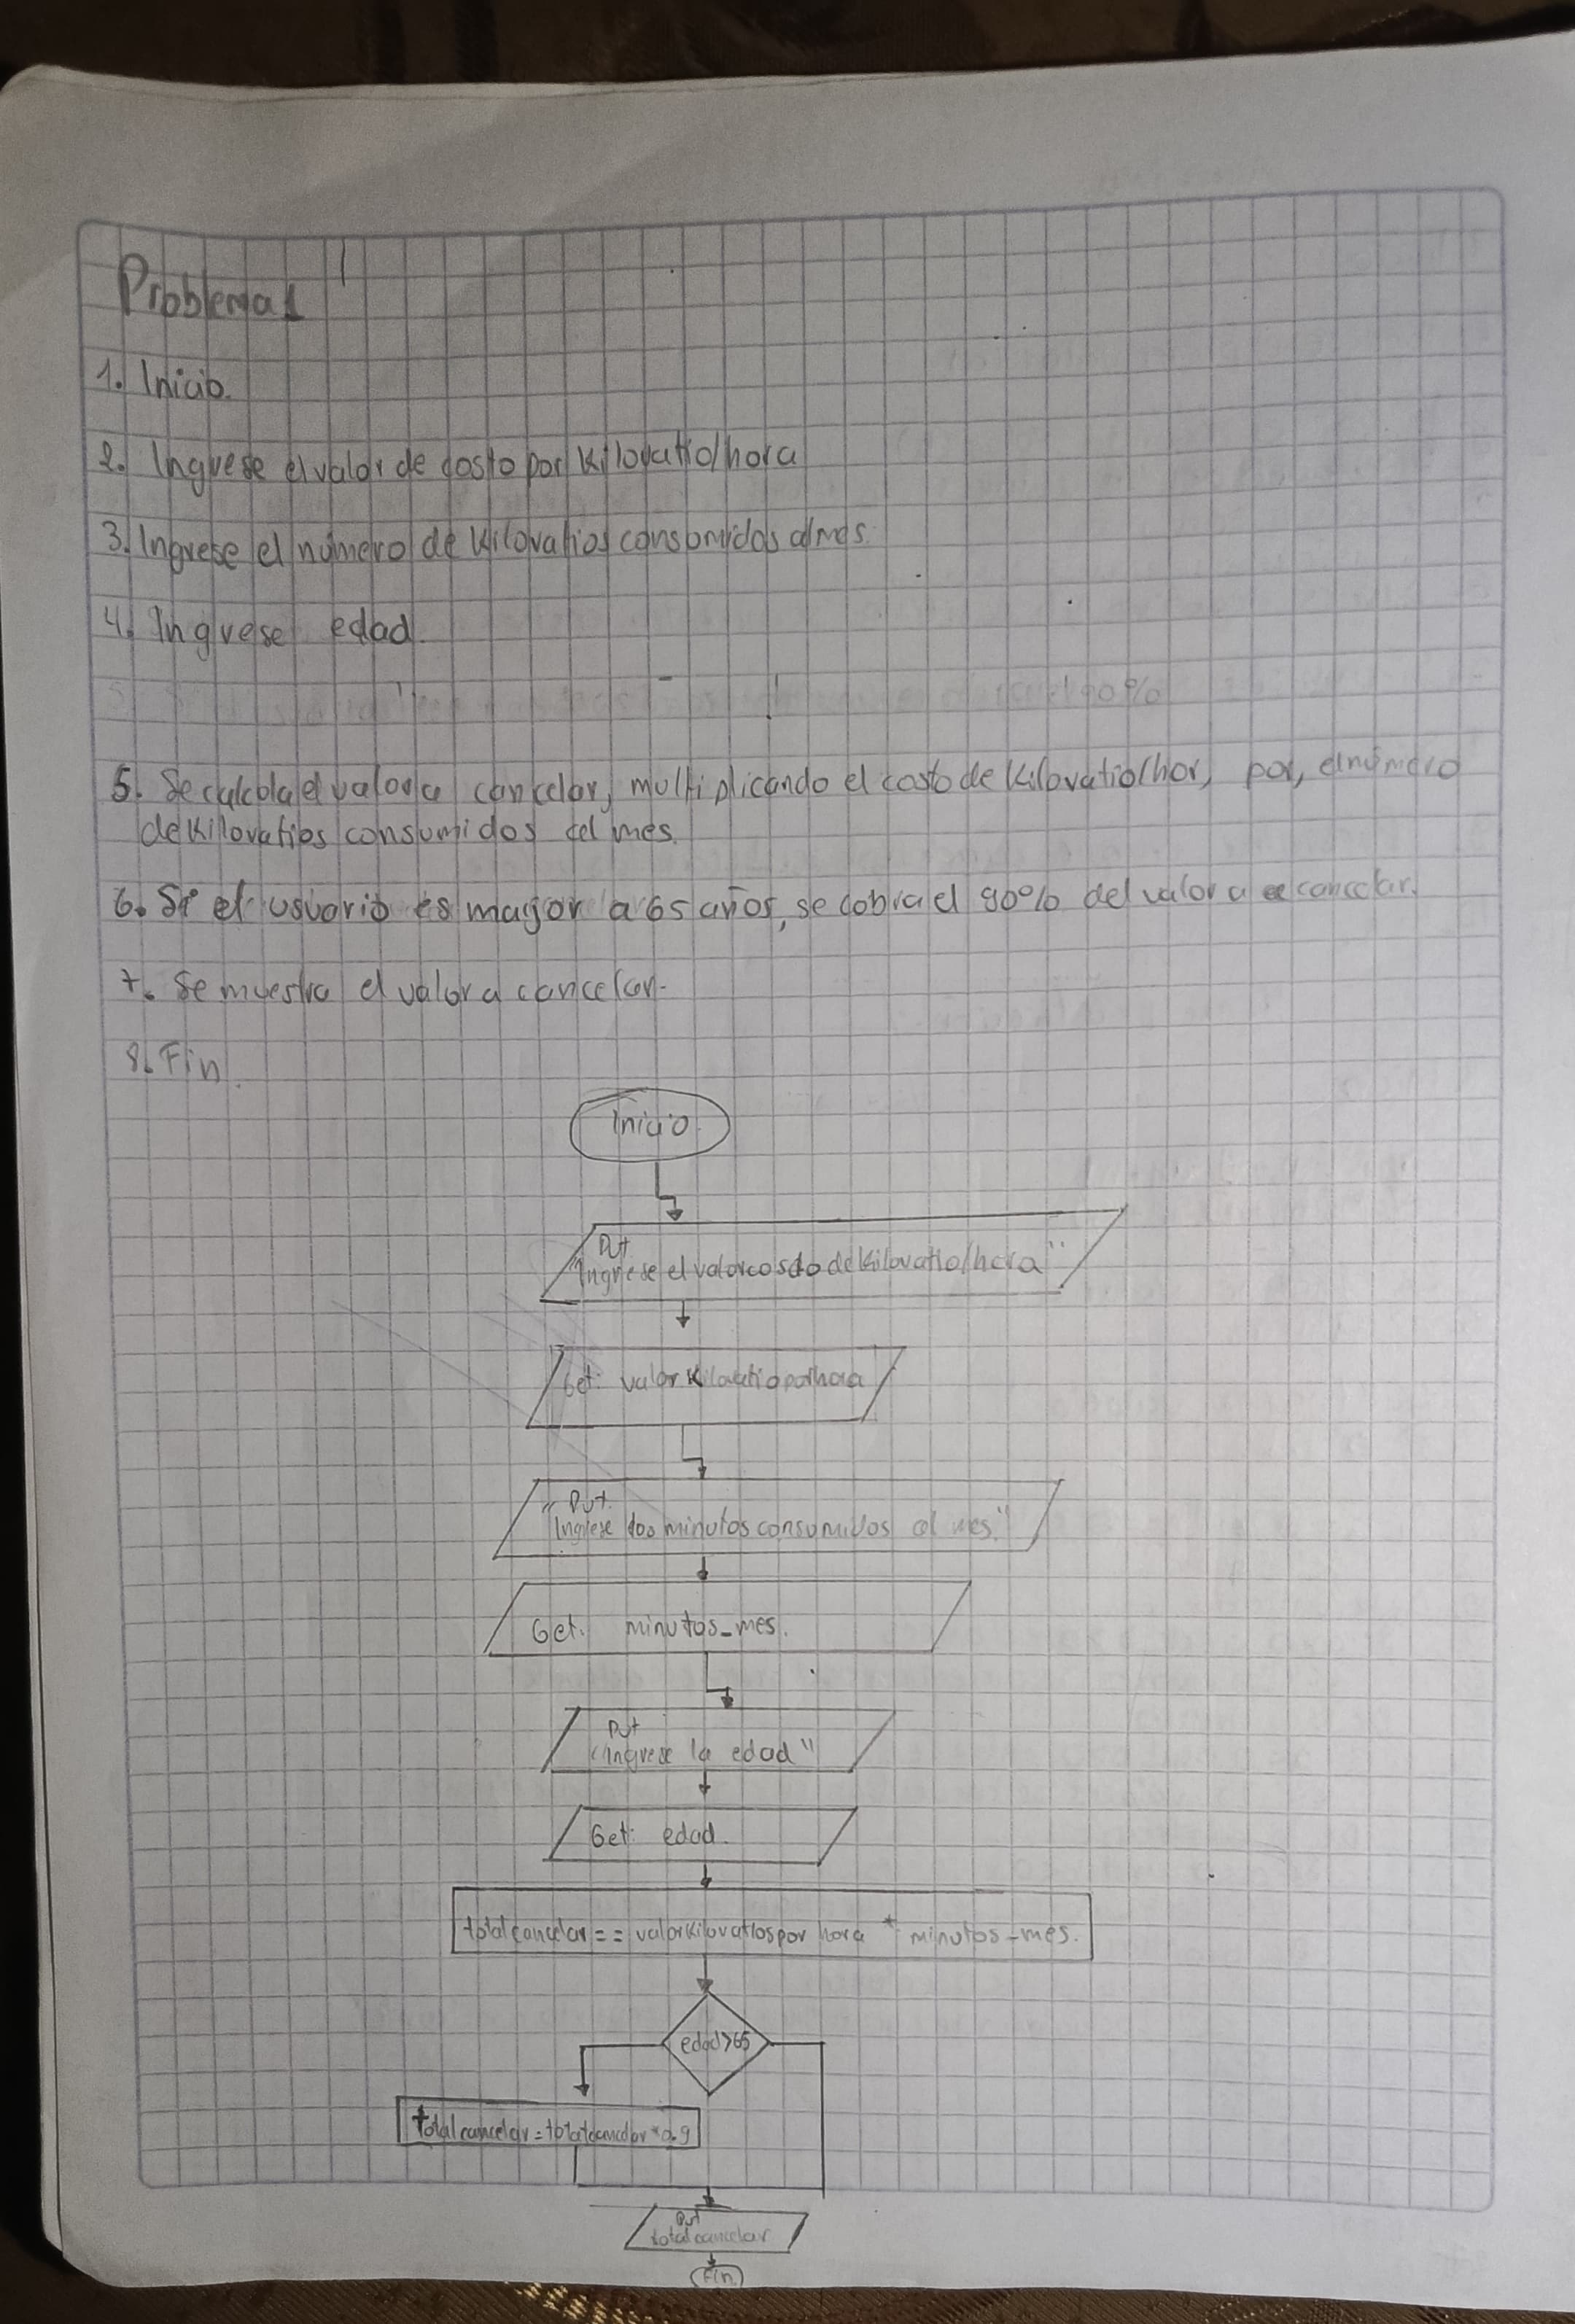 Problema 1
1. Inicio.
2. Ingrese el valor de costo por kilovatio/hora
3. Ingrese el número de kilovatios consumidos al mes.
4. Ingrese edad.
90%
5. Se calcula el valor a cancelar, multiplicando el costo de kilovatio/hor, por, el número
de kilovatios consumidos al mes.
6. Si el usuario es mayor a 65 años, se cobra el 90% del valor a cancelar.
7. Se muestra el valor a cancelar.
8. Fin.
Inicio.
Put
"Ingrese el valor costo de kilovatio/hora"
Get: valor kilovatio por hora
Put.
"Ingrese los minutos consumidos al mes."
Get: minutos_mes.
Put
"Ingrese la edad"
Get: edad.
total cancelar == valor kilovatios por hora * minutos_mes.
edad>65
total cancelar = total cancelar * 0.9
Put
total cancelar
Fin.